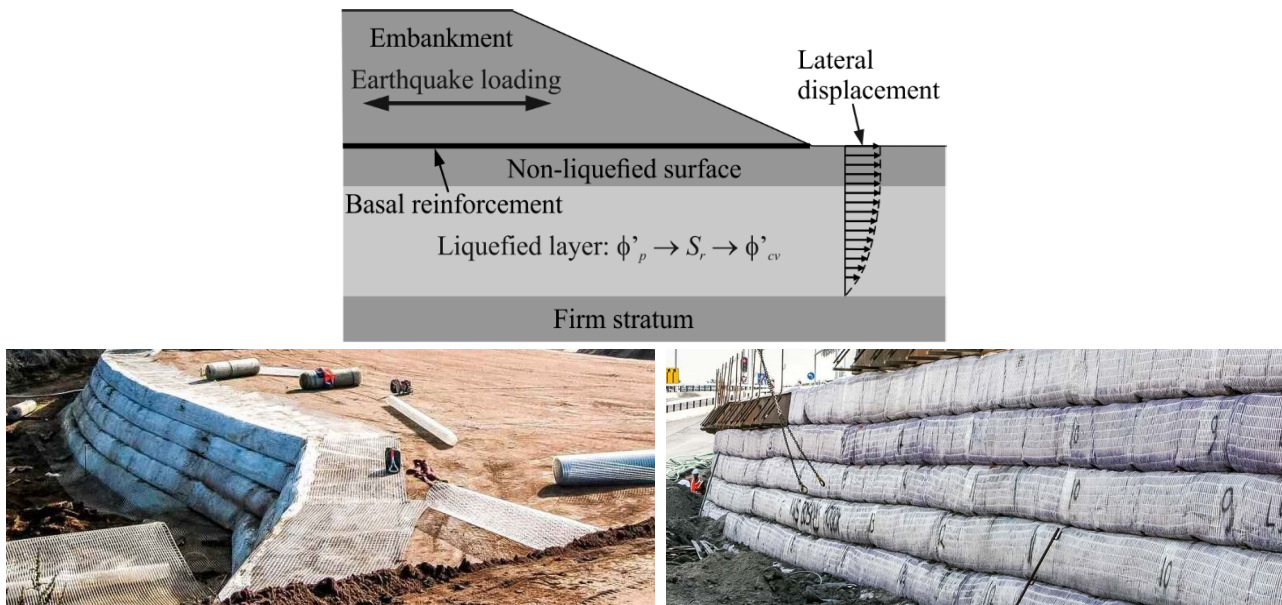 Embankment
Earthquake loading
Lateral
displacement
Non-liquefied surface
Basal reinforcement
Liquefied layer: ϕ'p → Sr → ϕ'cv
Firm stratum